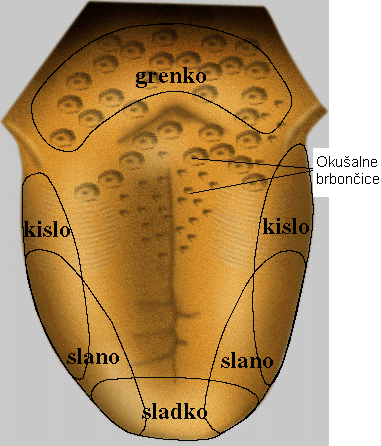 grenko
Okušalne
brbončice
kislo
kislo
slano
slano
sladko